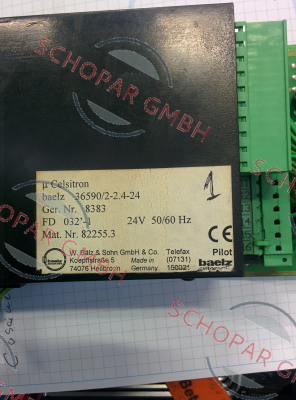 SCHOPAR GMBH
µ Celsitron
baelz 36590/2-2.4-24
Ger. Nr. 8383
FD 032'-1 24V 50/60 Hz
Mat. Nr. 82255.3
1
CE
W. Bälz & Sohn GmbH & Co. Telefax Pilot
Koepffstraße 5 Made in (07131) baelz
74076 Heilbronn Germany 150021
SCHOPAR GMBH
SCHOPAR GMBH